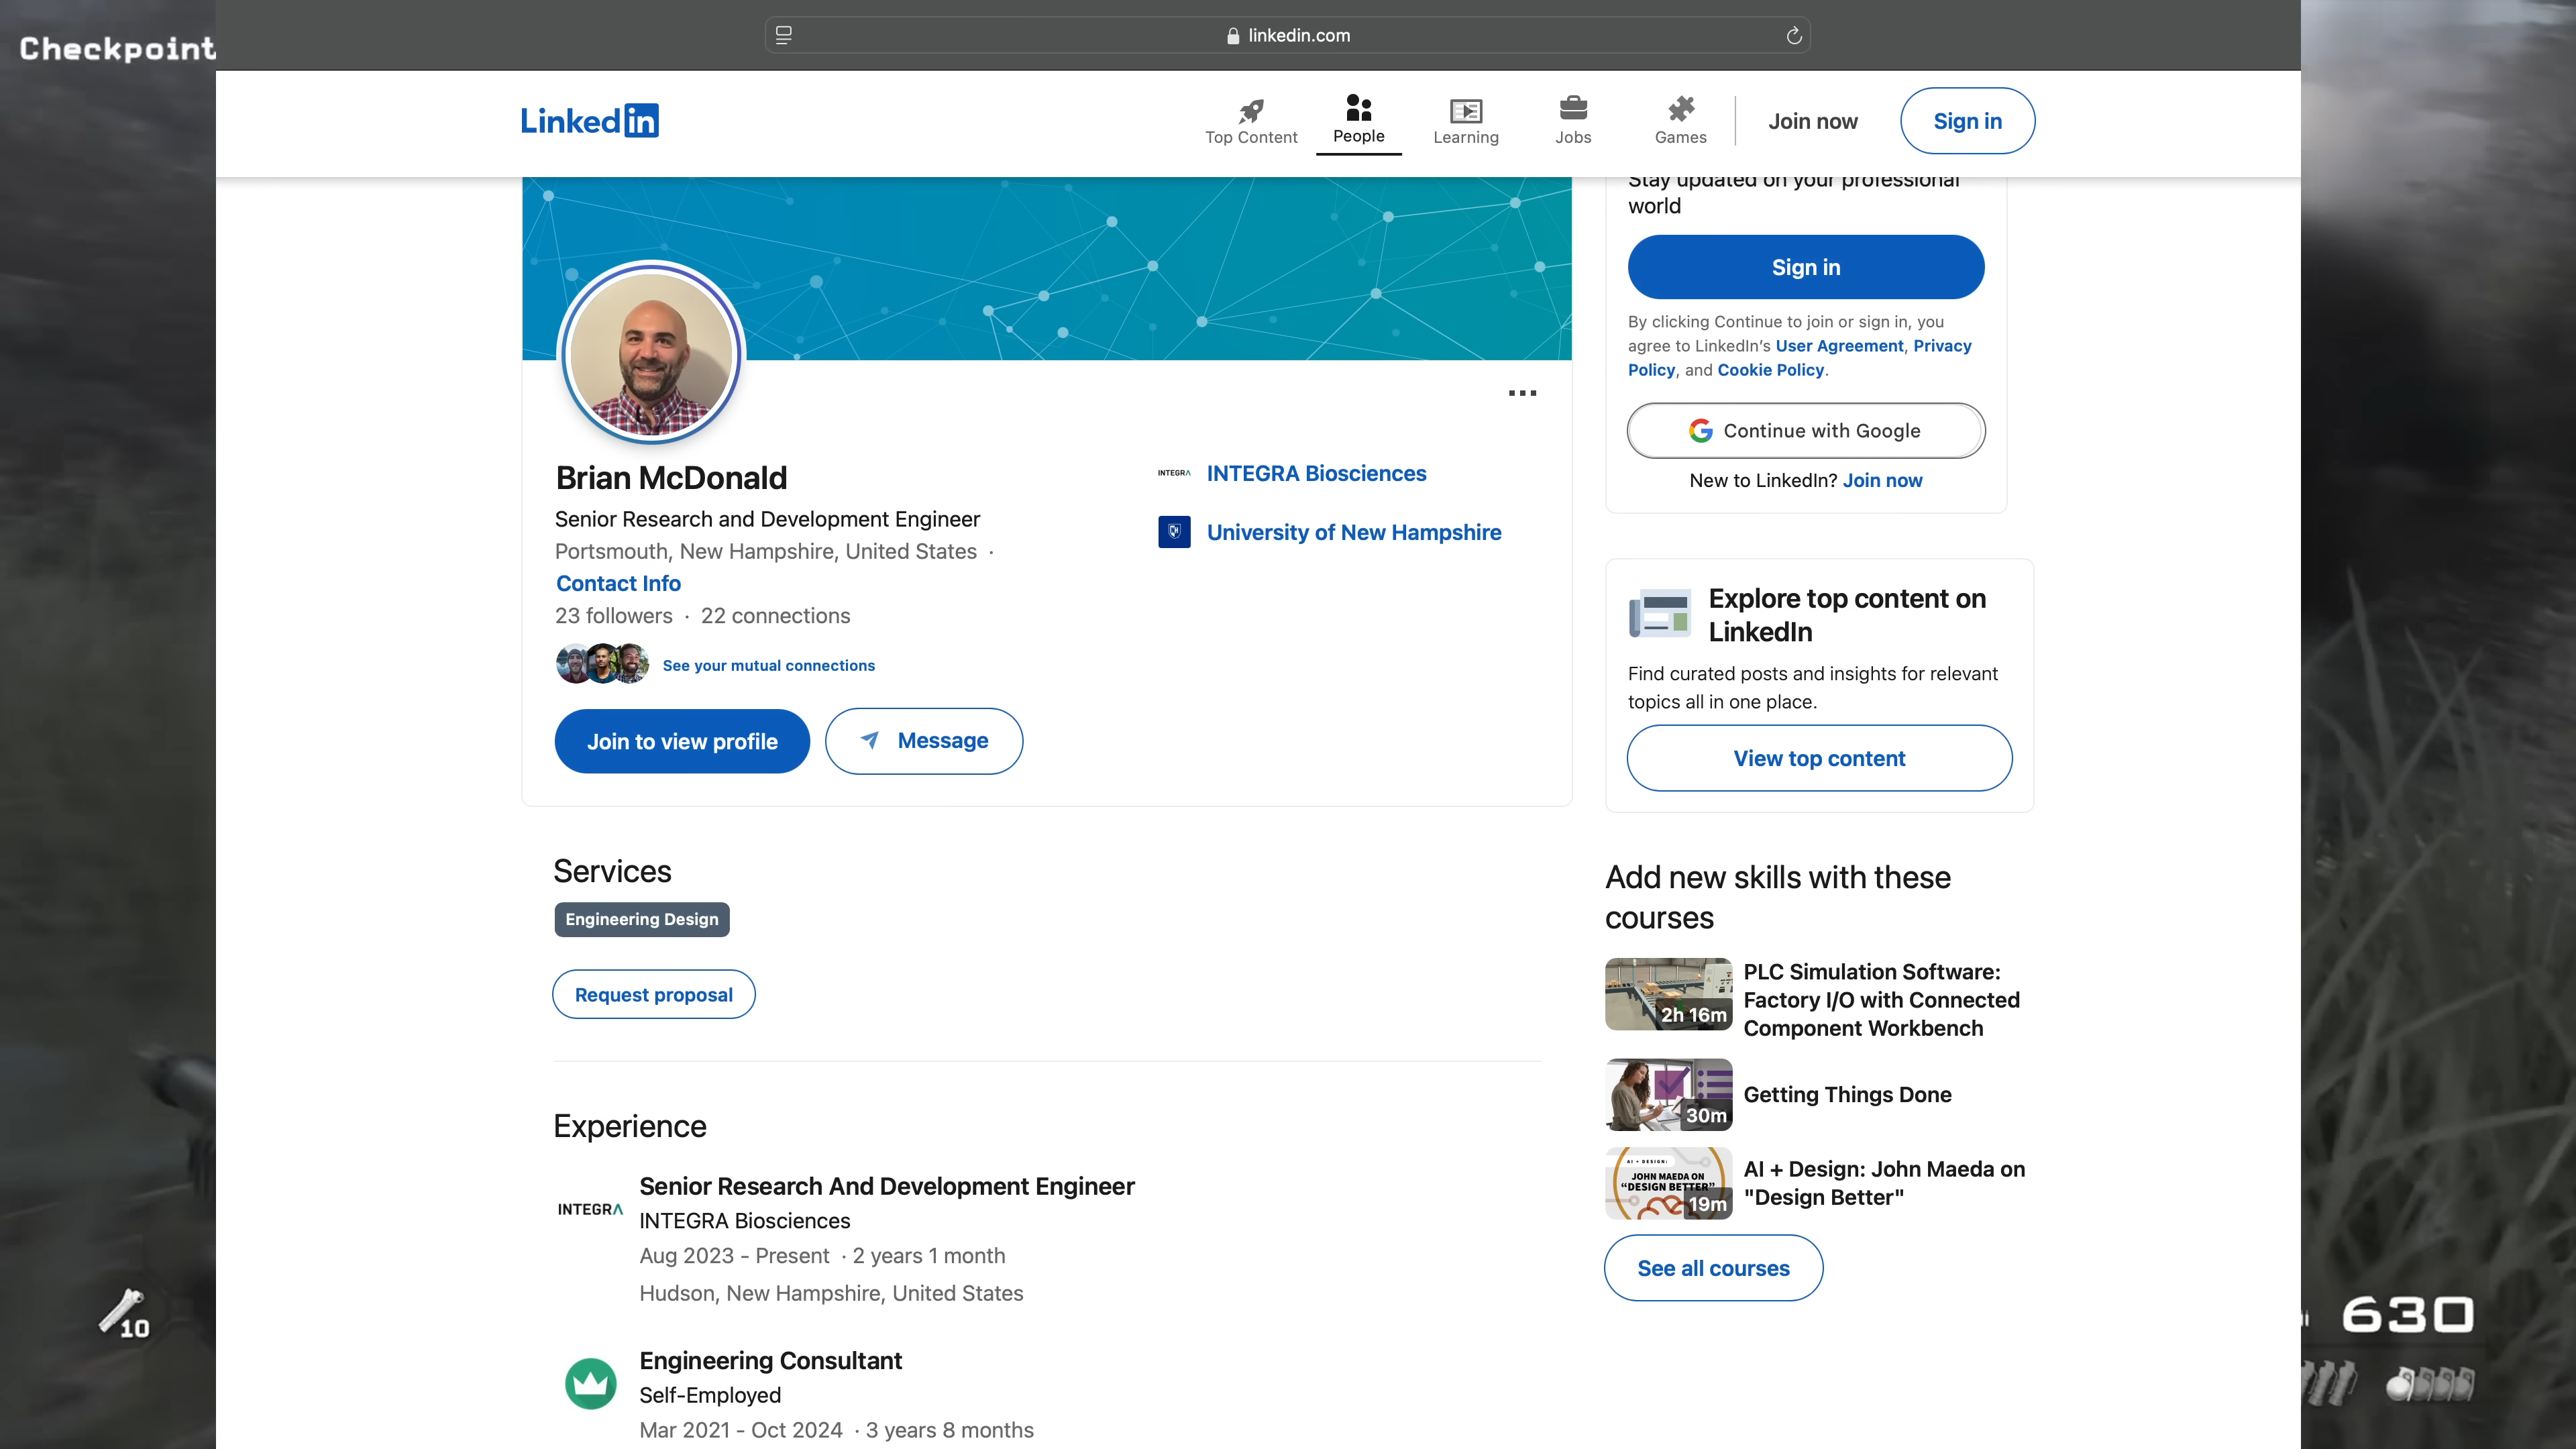 Checkpoint
linkedin.com
Linked in
Top Content
People
Learning
Jobs
Games
Join now
Sign in
Brian McDonald
Senior Research and Development Engineer
Portsmouth, New Hampshire, United States ·
Contact Info
23 followers · 22 connections
See your mutual connections
Join to view profile
Message
INTEGRA
INTEGRA Biosciences
University of New Hampshire
Services
Engineering Design
Request proposal
Experience
INTEGRA
Senior Research And Development Engineer
INTEGRA Biosciences
Aug 2023 - Present · 2 years 1 month
Hudson, New Hampshire, United States
Engineering Consultant
Self-Employed
Mar 2021 - Oct 2024 · 3 years 8 months
Stay updated on your professional
world
Sign in
By clicking Continue to join or sign in, you
agree to LinkedIn’s User Agreement, Privacy
Policy, and Cookie Policy.
Continue with Google
New to LinkedIn? Join now
Explore top content on
LinkedIn
Find curated posts and insights for relevant
topics all in one place.
View top content
Add new skills with these
courses
2h 16m
PLC Simulation Software:
Factory I/O with Connected
Component Workbench
30m
Getting Things Done
AI + DESIGN:
JOHN MAEDA ON
“DESIGN BETTER”
19m
AI + Design: John Maeda on
"Design Better"
See all courses
10
630